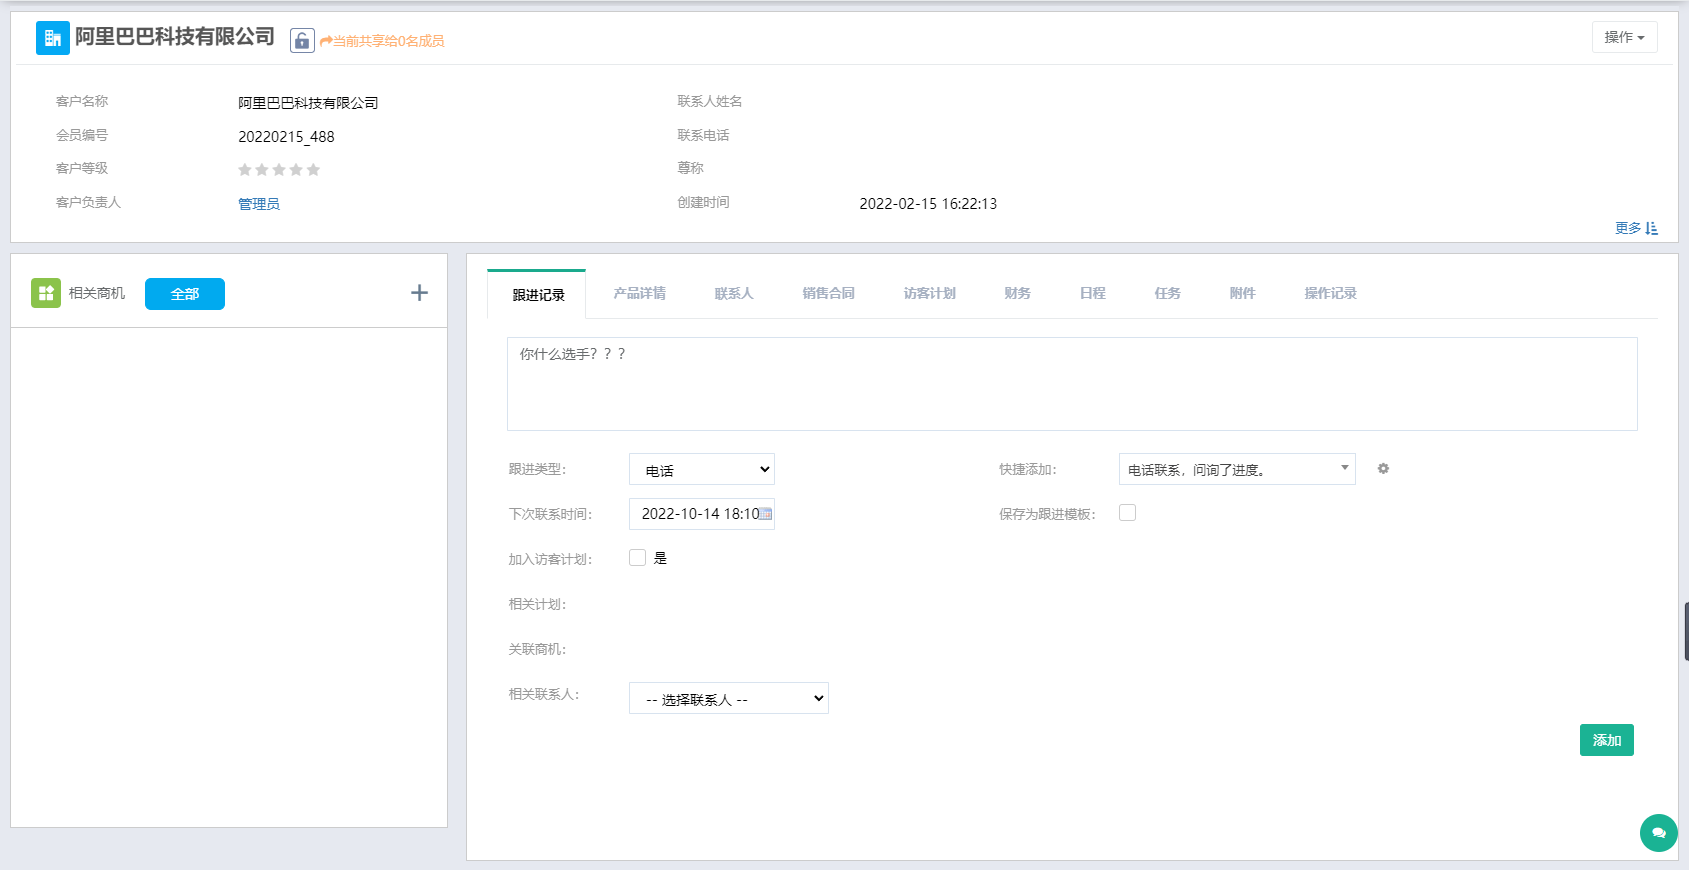 阿里巴巴科技有限公司 当前共享给0名成员 操作
客户名称 阿里巴巴科技有限公司 联系人姓名
会员编号 20220215_488 联系电话
客户等级 尊称
客户负责人 管理员 创建时间 2022-02-15 16:22:13
更多
相关商机 全部 +
跟进记录 产品详情 联系人 销售合同 访客计划 财务 日程 任务 附件 操作记录
你什么选手？？？
跟进类型： 电话 快捷添加： 电话联系，问询了进度。
下次联系时间： 2022-10-14 18:10 保存为跟进模板：
加入访客计划： 是
相关计划：
关联商机：
相关联系人： -- 选择联系人 --
添加